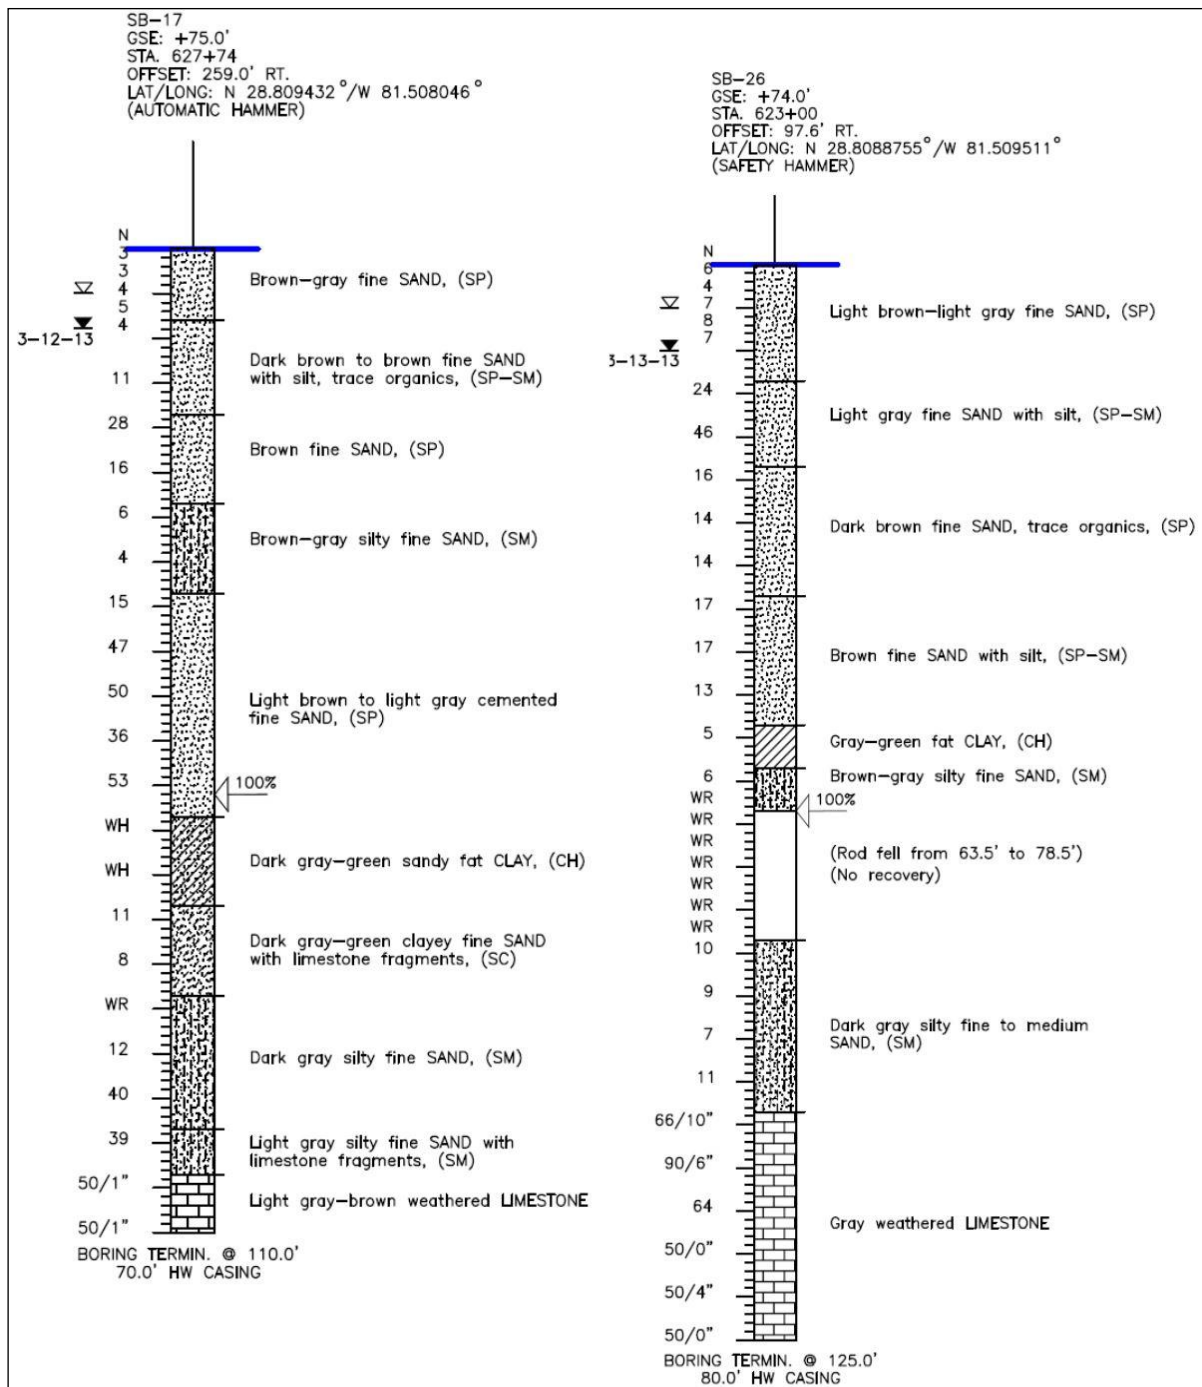 SB-17
GSE: +75.0'
STA. 627+74
OFFSET: 259.0' RT.
LAT/LONG: N 28.809432°/W 81.508046°
(AUTOMATIC HAMMER)
N
3
3
4
5
4
3-12-13
11
28
16
6
4
15
47
50
36
53
100%
WH
WH
11
8
WR
12
40
39
50/1"
50/1"
Brown-gray fine SAND, (SP)
Dark brown to brown fine SAND
with silt, trace organics, (SP-SM)
Brown fine SAND, (SP)
Brown-gray silty fine SAND, (SM)
Light brown to light gray cemented
fine SAND, (SP)
Dark gray-green sandy fat CLAY, (CH)
Dark gray-green clayey fine SAND
with limestone fragments, (SC)
Dark gray silty fine SAND, (SM)
Light gray silty fine SAND with
limestone fragments, (SM)
Light gray-brown weathered LIMESTONE
BORING TERMIN. @ 110.0'
70.0' HW CASING
SB-26
GSE: +74.0'
STA. 623+00
OFFSET: 97.6' RT.
LAT/LONG: N 28.8088755°/W 81.509511°
(SAFETY HAMMER)
N
6
4
7
8
7
3-13-13
24
46
16
14
14
17
17
13
5
6
WR
100%
WR
WR
WR
WR
WR
WR
10
9
7
11
66/10"
90/6"
64
50/0"
50/4"
50/0"
Light brown-light gray fine SAND, (SP)
Light gray fine SAND with silt, (SP-SM)
Dark brown fine SAND, trace organics, (SP)
Brown fine SAND with silt, (SP-SM)
Gray-green fat CLAY, (CH)
Brown-gray silty fine SAND, (SM)
(Rod fell from 63.5' to 78.5')
(No recovery)
Dark gray silty fine to medium
SAND, (SM)
Gray weathered LIMESTONE
BORING TERMIN. @ 125.0'
80.0' HW CASING